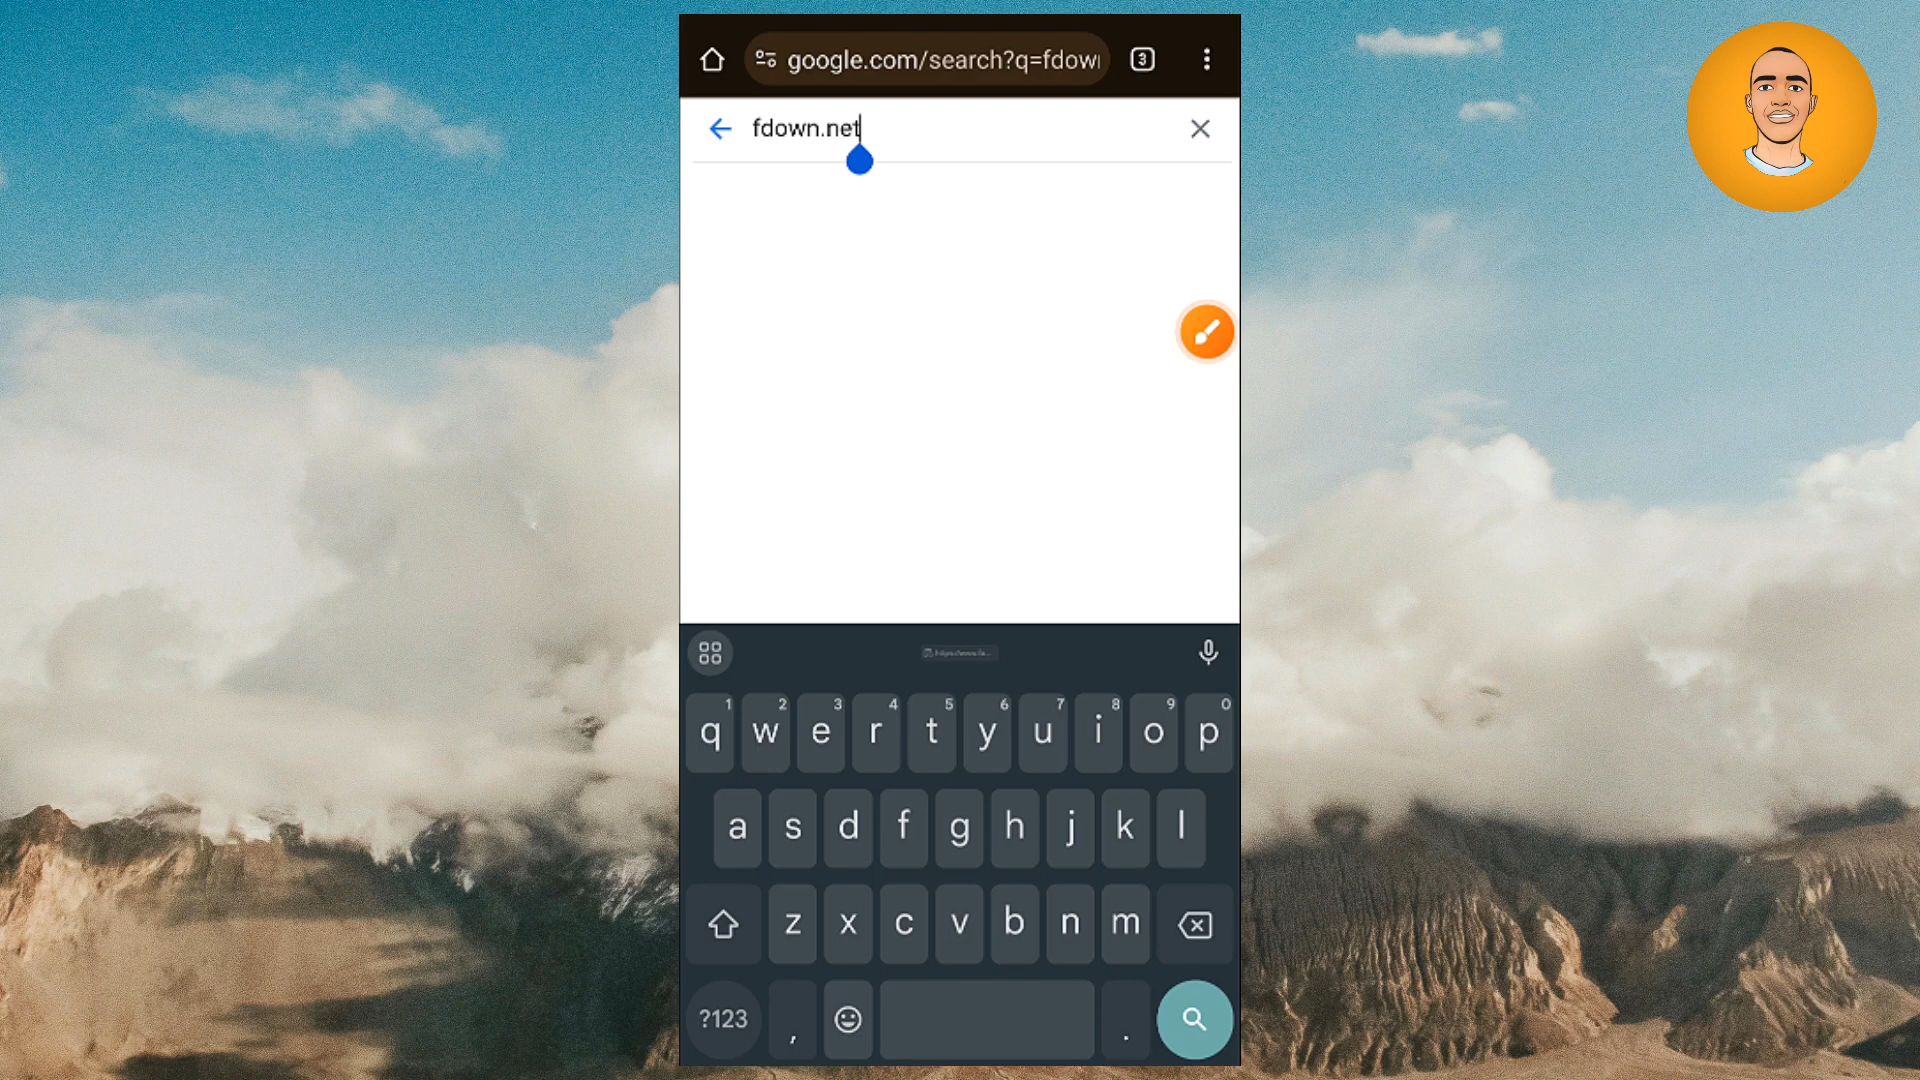 google.com/search?q=fdow
3
fdown.net
1 2 3 4 5 6 7 8 9 0
q w e r t y u i o p
a s d f g h j k l
z x c v b n m
?123 , .